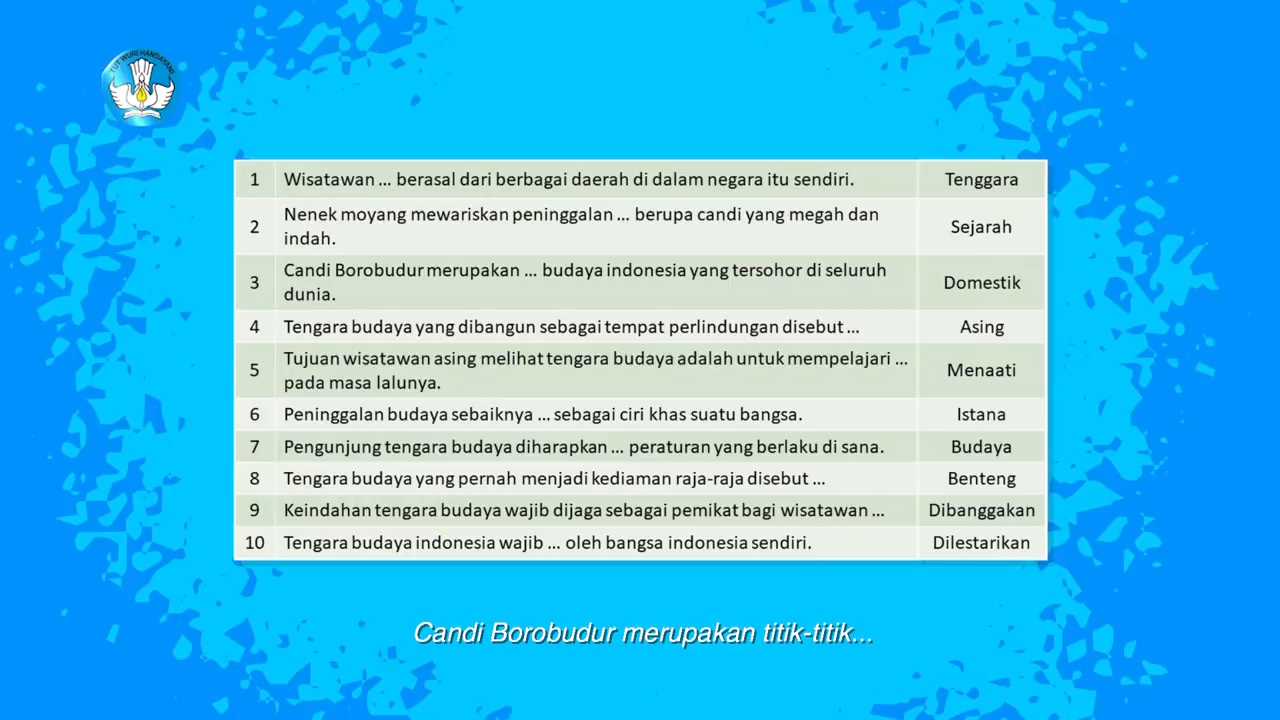 TUT WURI HANDAYANI
1 Wisatawan ... berasal dari berbagai daerah di dalam negara itu sendiri. Tenggara
2 Nenek moyang mewariskan peninggalan ... berupa candi yang megah dan
indah. Sejarah
3 Candi Borobudur merupakan ... budaya indonesia yang tersohor di seluruh
dunia. Domestik
4 Tengara budaya yang dibangun sebagai tempat perlindungan disebut ... Asing
5 Tujuan wisatawan asing melihat tengara budaya adalah untuk mempelajari ...
pada masa lalunya. Menaati
6 Peninggalan budaya sebaiknya ... sebagai ciri khas suatu bangsa. Istana
7 Pengunjung tengara budaya diharapkan ... peraturan yang berlaku di sana. Budaya
8 Tengara budaya yang pernah menjadi kediaman raja-raja disebut ... Benteng
9 Keindahan tengara budaya wajib dijaga sebagai pemikat bagi wisatawan ... Dibanggakan
10 Tengara budaya indonesia wajib ... oleh bangsa indonesia sendiri. Dilestarikan
Candi Borobudur merupakan titik-titik...